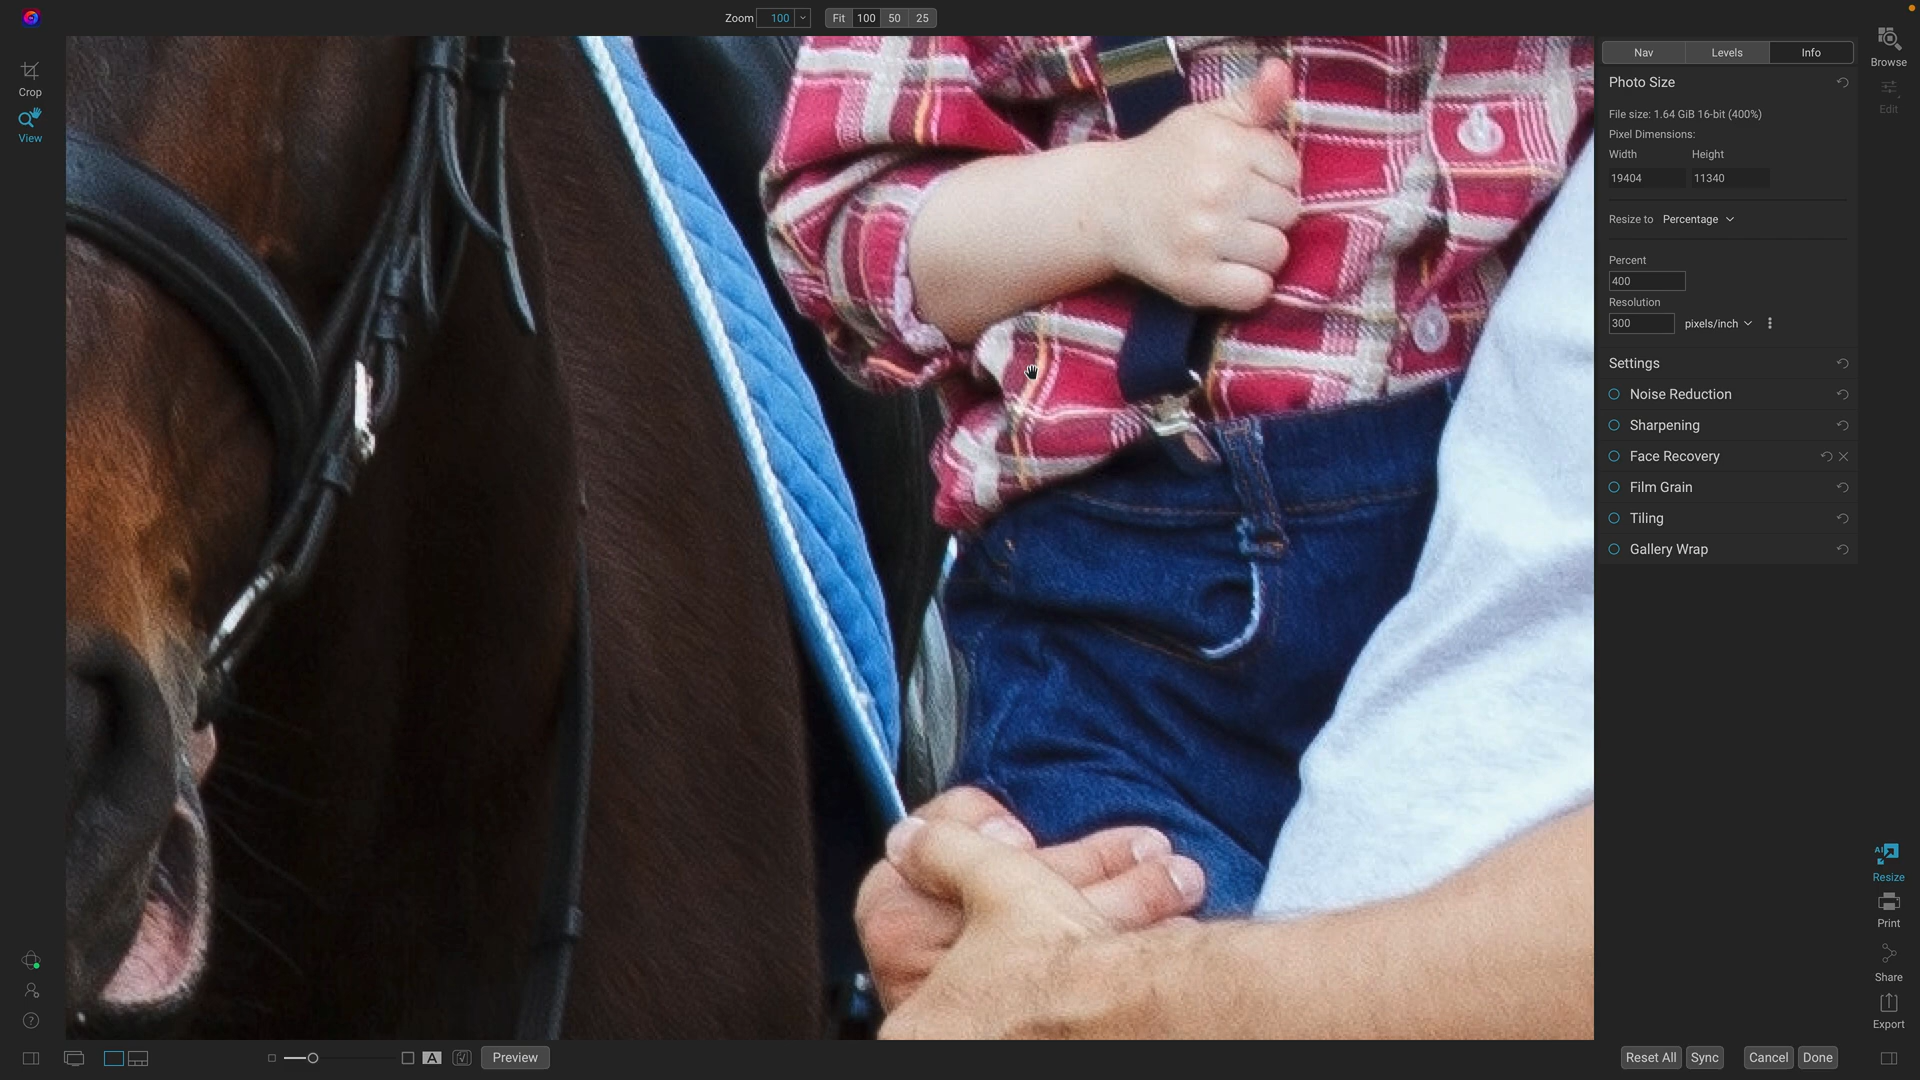 Zoom 100 Fit 100 50 25
Browse
Edit
Crop
View
Nav Levels Info
Photo Size
File size: 1.64 GiB 16-bit (400%)
Pixel Dimensions:
Width Height
19404 11340
Resize to Percentage
Percent
400
Resolution
300 pixels/inch
Settings
Noise Reduction
Sharpening
Face Recovery
Film Grain
Tiling
Gallery Wrap
AI
Resize
Print
Share
Export
A Preview
Reset All Sync Cancel Done